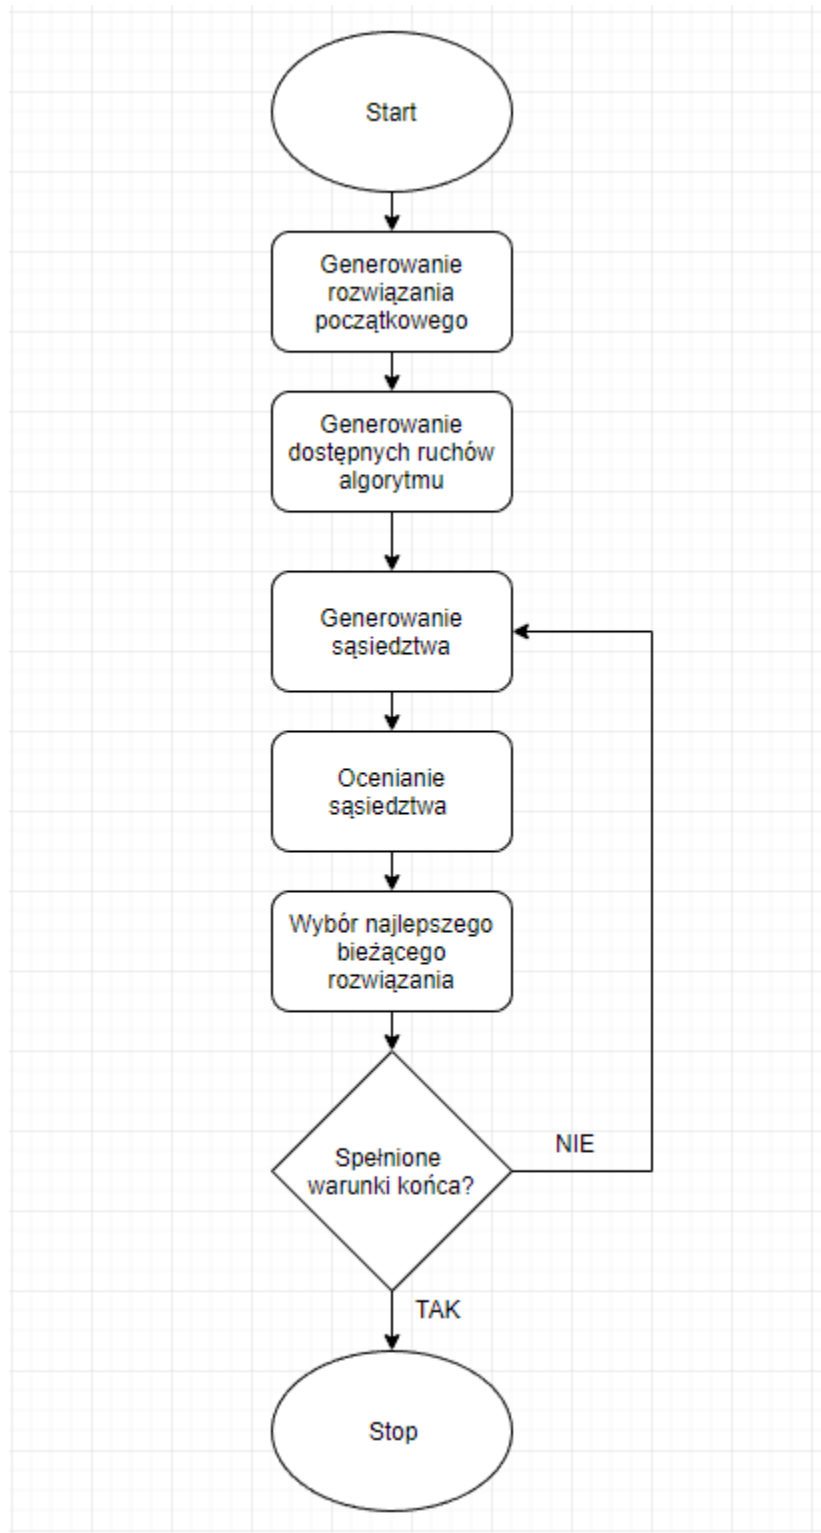 Start
Generowanie
rozwiązania
początkowego
Generowanie
dostępnych ruchów
algorytmu
Generowanie
sąsiedztwa
Ocenianie
sąsiedztwa
Wybór najlepszego
bieżącego
rozwiązania
Spełnione
warunki końca?
NIE
TAK
Stop